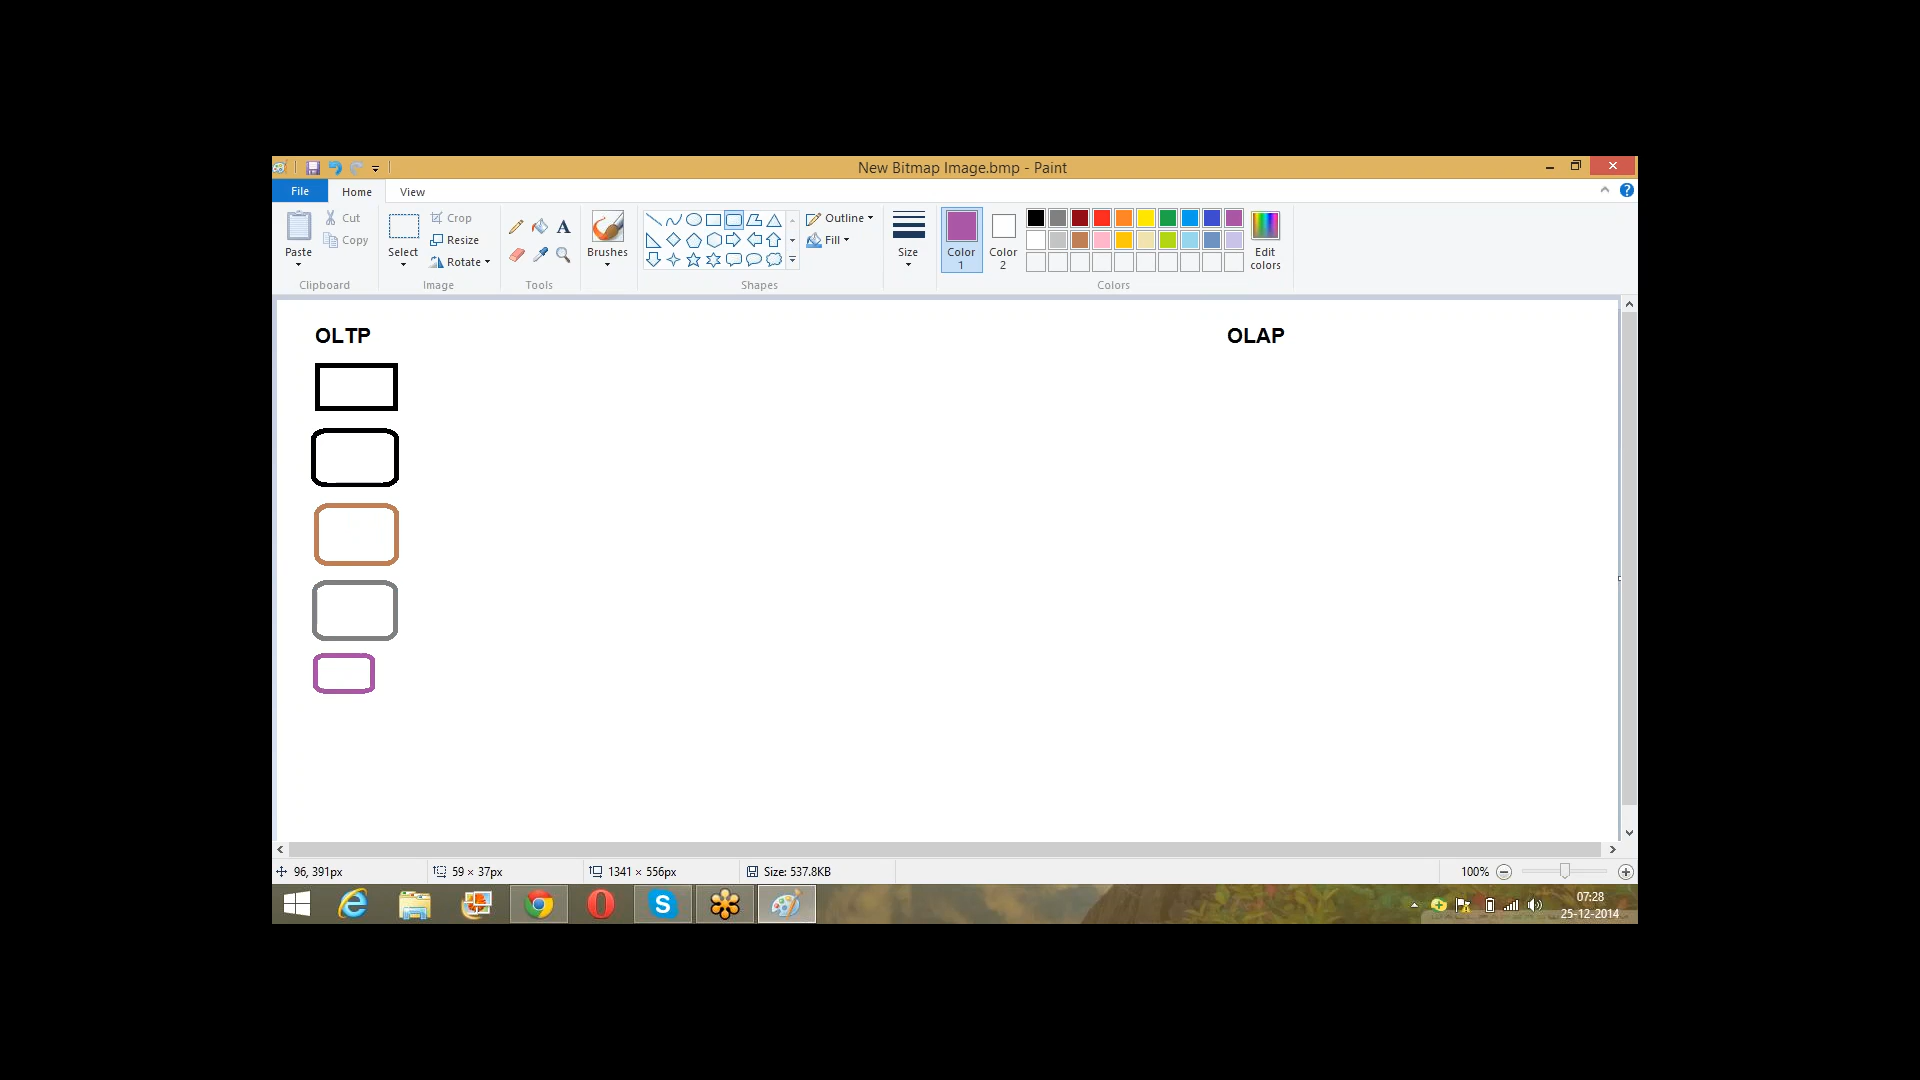 New Bitmap Image.bmp - Paint
File Home View
Paste Cut Copy Clipboard
Select Crop Resize Rotate Image
A Tools
Brushes
Shapes Outline Fill
Size
Color 1 Color 2 Edit colors Colors
OLTP OLAP
96, 391px 59 × 37px 1341 × 556px Size: 537.8KB 100%
07:28
25-12-2014